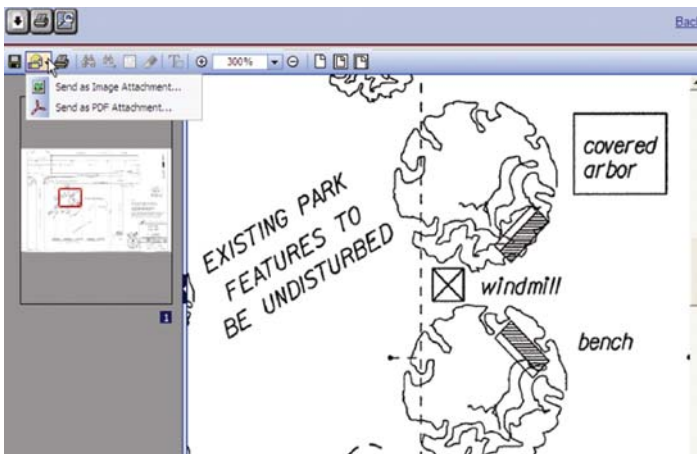 Back
300%
Send as Image Attachment...
Send as PDF Attachment...
covered
arbor
EXISTING PARK
FEATURES TO
BE UNDISTURBED
windmill
bench
1